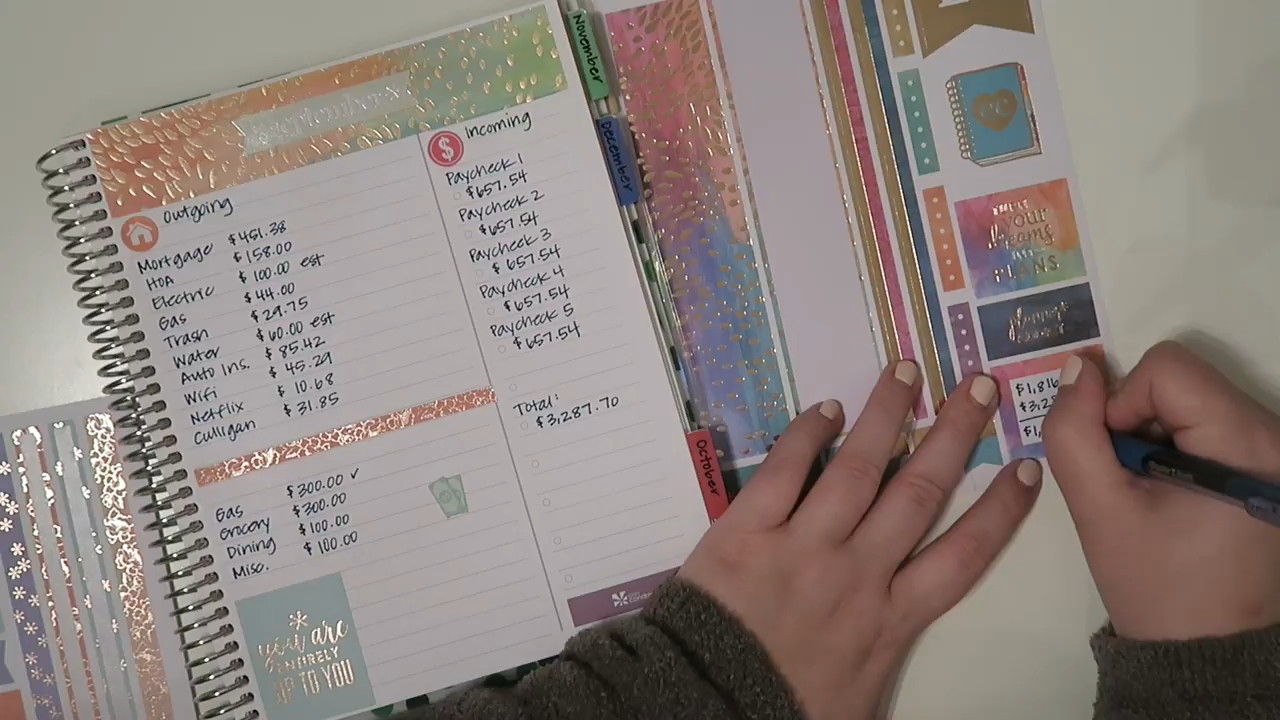 November
December
October
Outgoing
Mortgage $451.38
HOA $158.00
Electric $100.00 est
Gas $44.00
Trash $29.75
Water $60.00 est
Auto Ins. $85.42
Wifi $45.29
Netflix $10.68
Culligan $31.85
Gas $300.00 ✓
Grocery $300.00
Dining $100.00
Misc. $100.00
you are
ENTIRELY
UP TO YOU
$
Incoming
Paycheck 1
$657.54
Paycheck 2
$657.54
Paycheck 3
$657.54
Paycheck 4
$657.54
Paycheck 5
$657.54
Total:
$3,287.70
your
dreams
PLANS
$1,816
$3,28
$1,